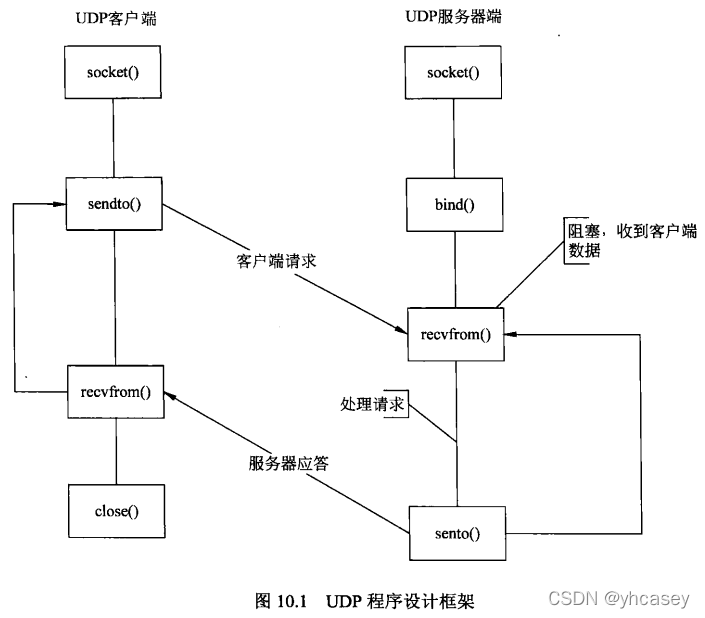 UDP客户端
UDP服务器端
socket()
socket()
sendto()
bind()
阻塞，收到客户端
数据
客户端请求
recvfrom()
recvfrom()
处理请求
服务器应答
close()
sento()
图 10.1 UDP 程序设计框架
CSDN @yhcasey